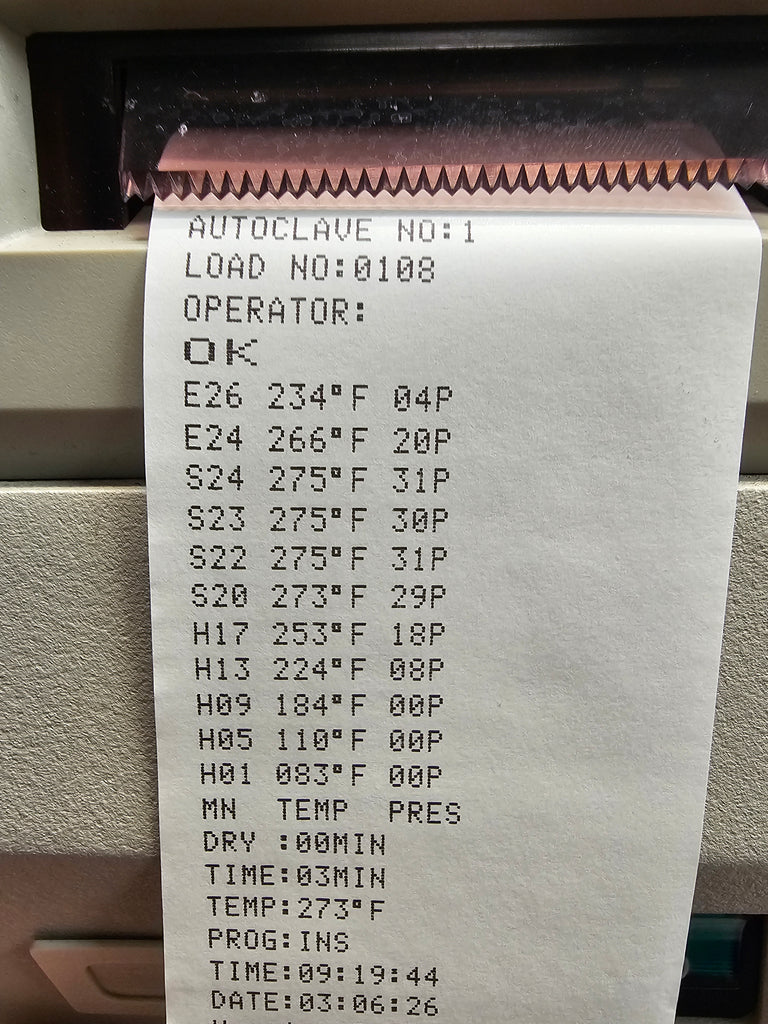 AUTOCLAVE NO:1
LOAD NO:0108
OPERATOR:
OK
E26 234°F 04P
E24 266°F 20P
S24 275°F 31P
S23 275°F 30P
S22 275°F 31P
S20 273°F 29P
H17 253°F 18P
H13 224°F 08P
H09 184°F 00P
H05 110°F 00P
H01 083°F 00P
MN TEMP PRES
DRY :00MIN
TIME:03MIN
TEMP:273°F
PROG:INS
TIME:09:19:44
DATE:03:06:26